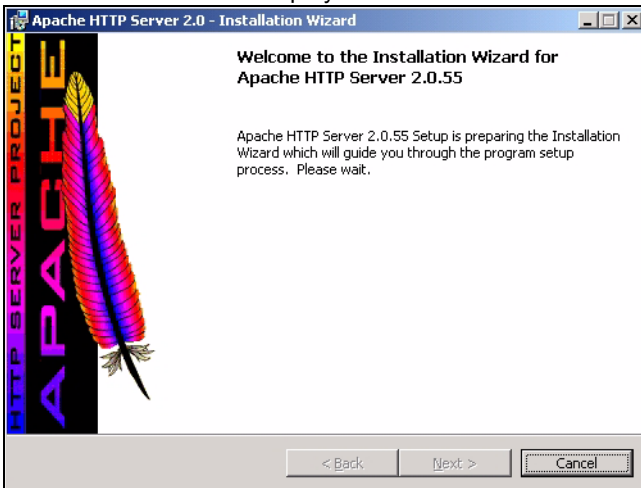 Apache HTTP Server 2.0 - Installation Wizard
HTTP SERVER PROJECT
APACHE
Welcome to the Installation Wizard for
Apache HTTP Server 2.0.55
Apache HTTP Server 2.0.55 Setup is preparing the Installation
Wizard which will guide you through the program setup
process. Please wait.
< Back
Next >
Cancel